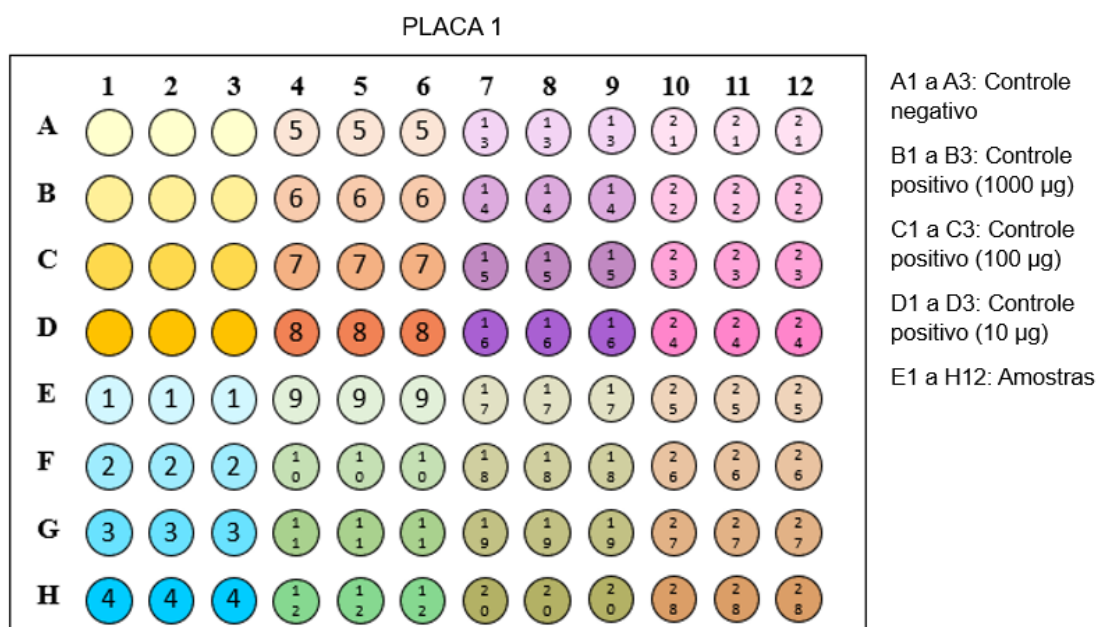 PLACA 1
1 2 3 4 5 6 7 8 9 10 11 12
A 5 5 5 13 13 13 21 21 21
B 6 6 6 14 14 14 22 22 22
C 7 7 7 15 15 15 23 23 23
D 8 8 8 16 16 16 24 24 24
E 1 1 1 9 9 9 17 17 17 25 25 25
F 2 2 2 10 10 10 18 18 18 26 26 26
G 3 3 3 11 11 11 19 19 19 27 27 27
H 4 4 4 12 12 12 20 20 20 28 28 28
A1 a A3: Controle
negativo
B1 a B3: Controle
positivo (1000 µg)
C1 a C3: Controle
positivo (100 µg)
D1 a D3: Controle
positivo (10 µg)
E1 a H12: Amostras